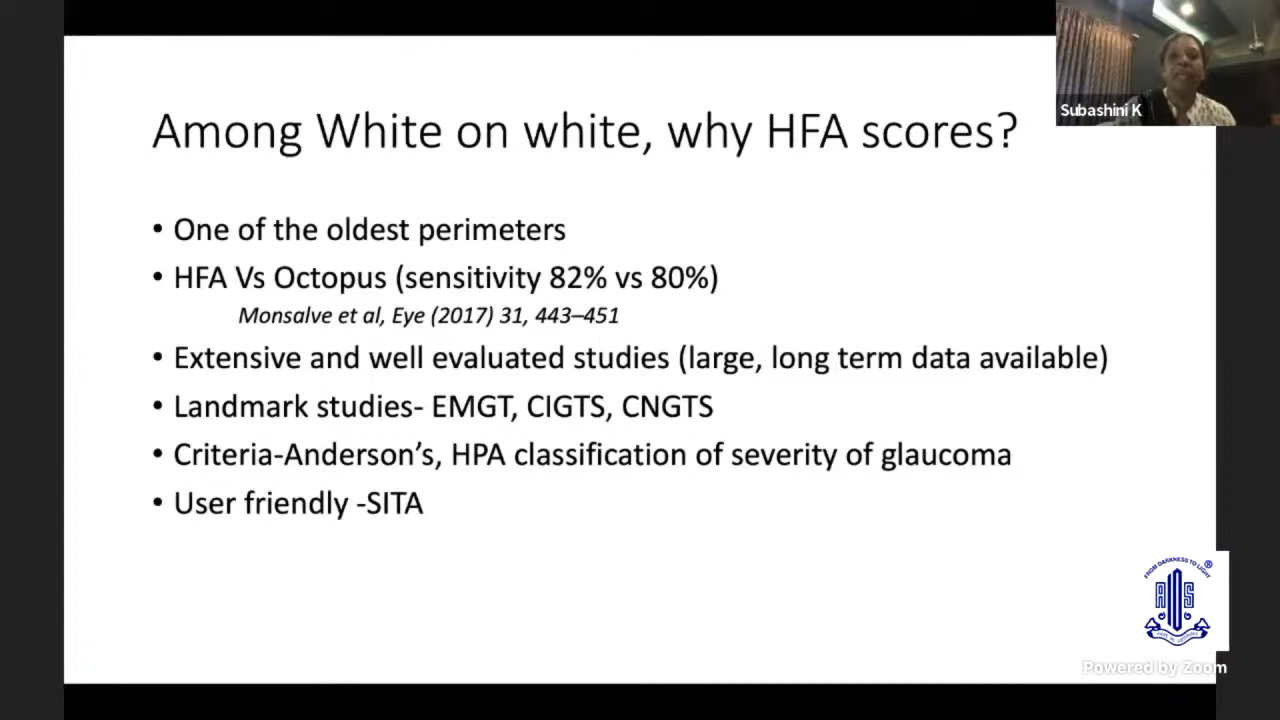 Among White on white, why HFA scores?
Subashini K
• One of the oldest perimeters
• HFA Vs Octopus (sensitivity 82% vs 80%)
Monsalve et al, Eye (2017) 31, 443–451
• Extensive and well evaluated studies (large, long term data available)
• Landmark studies- EMGT, CIGTS, CNGTS
• Criteria-Anderson’s, HPA classification of severity of glaucoma
• User friendly -SITA
FROM DARKNESS TO LIGHT ®
Powered by Zoom